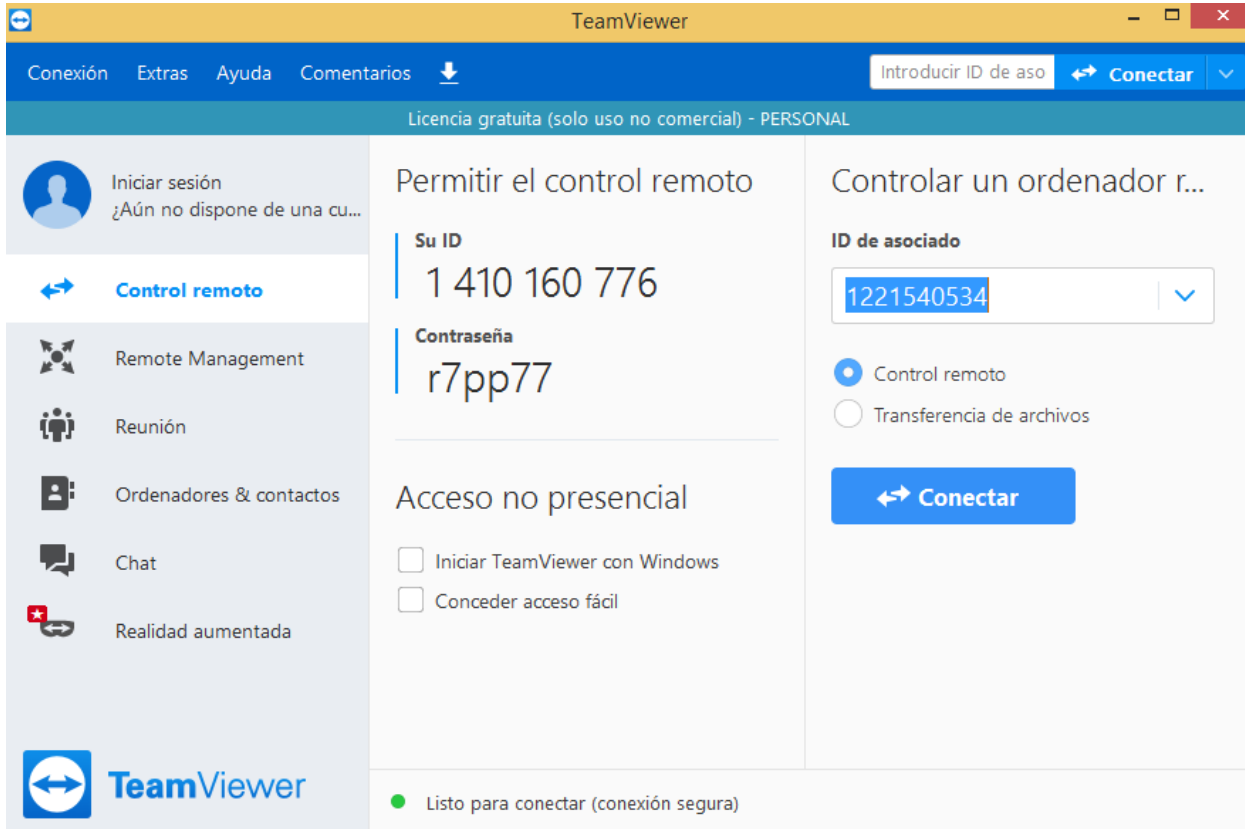 TeamViewer
Conexión Extras Ayuda Comentarios
Introducir ID de aso
Conectar
Licencia gratuita (solo uso no comercial) - PERSONAL
Iniciar sesión
¿Aún no dispone de una cu...
Control remoto
Remote Management
Reunión
Ordenadores & contactos
Chat
Realidad aumentada
TeamViewer
Permitir el control remoto
Su ID
1 410 160 776
Contraseña
r7pp77
Acceso no presencial
Iniciar TeamViewer con Windows
Conceder acceso fácil
Controlar un ordenador r...
ID de asociado
1221540534
Control remoto
Transferencia de archivos
Conectar
Listo para conectar (conexión segura)